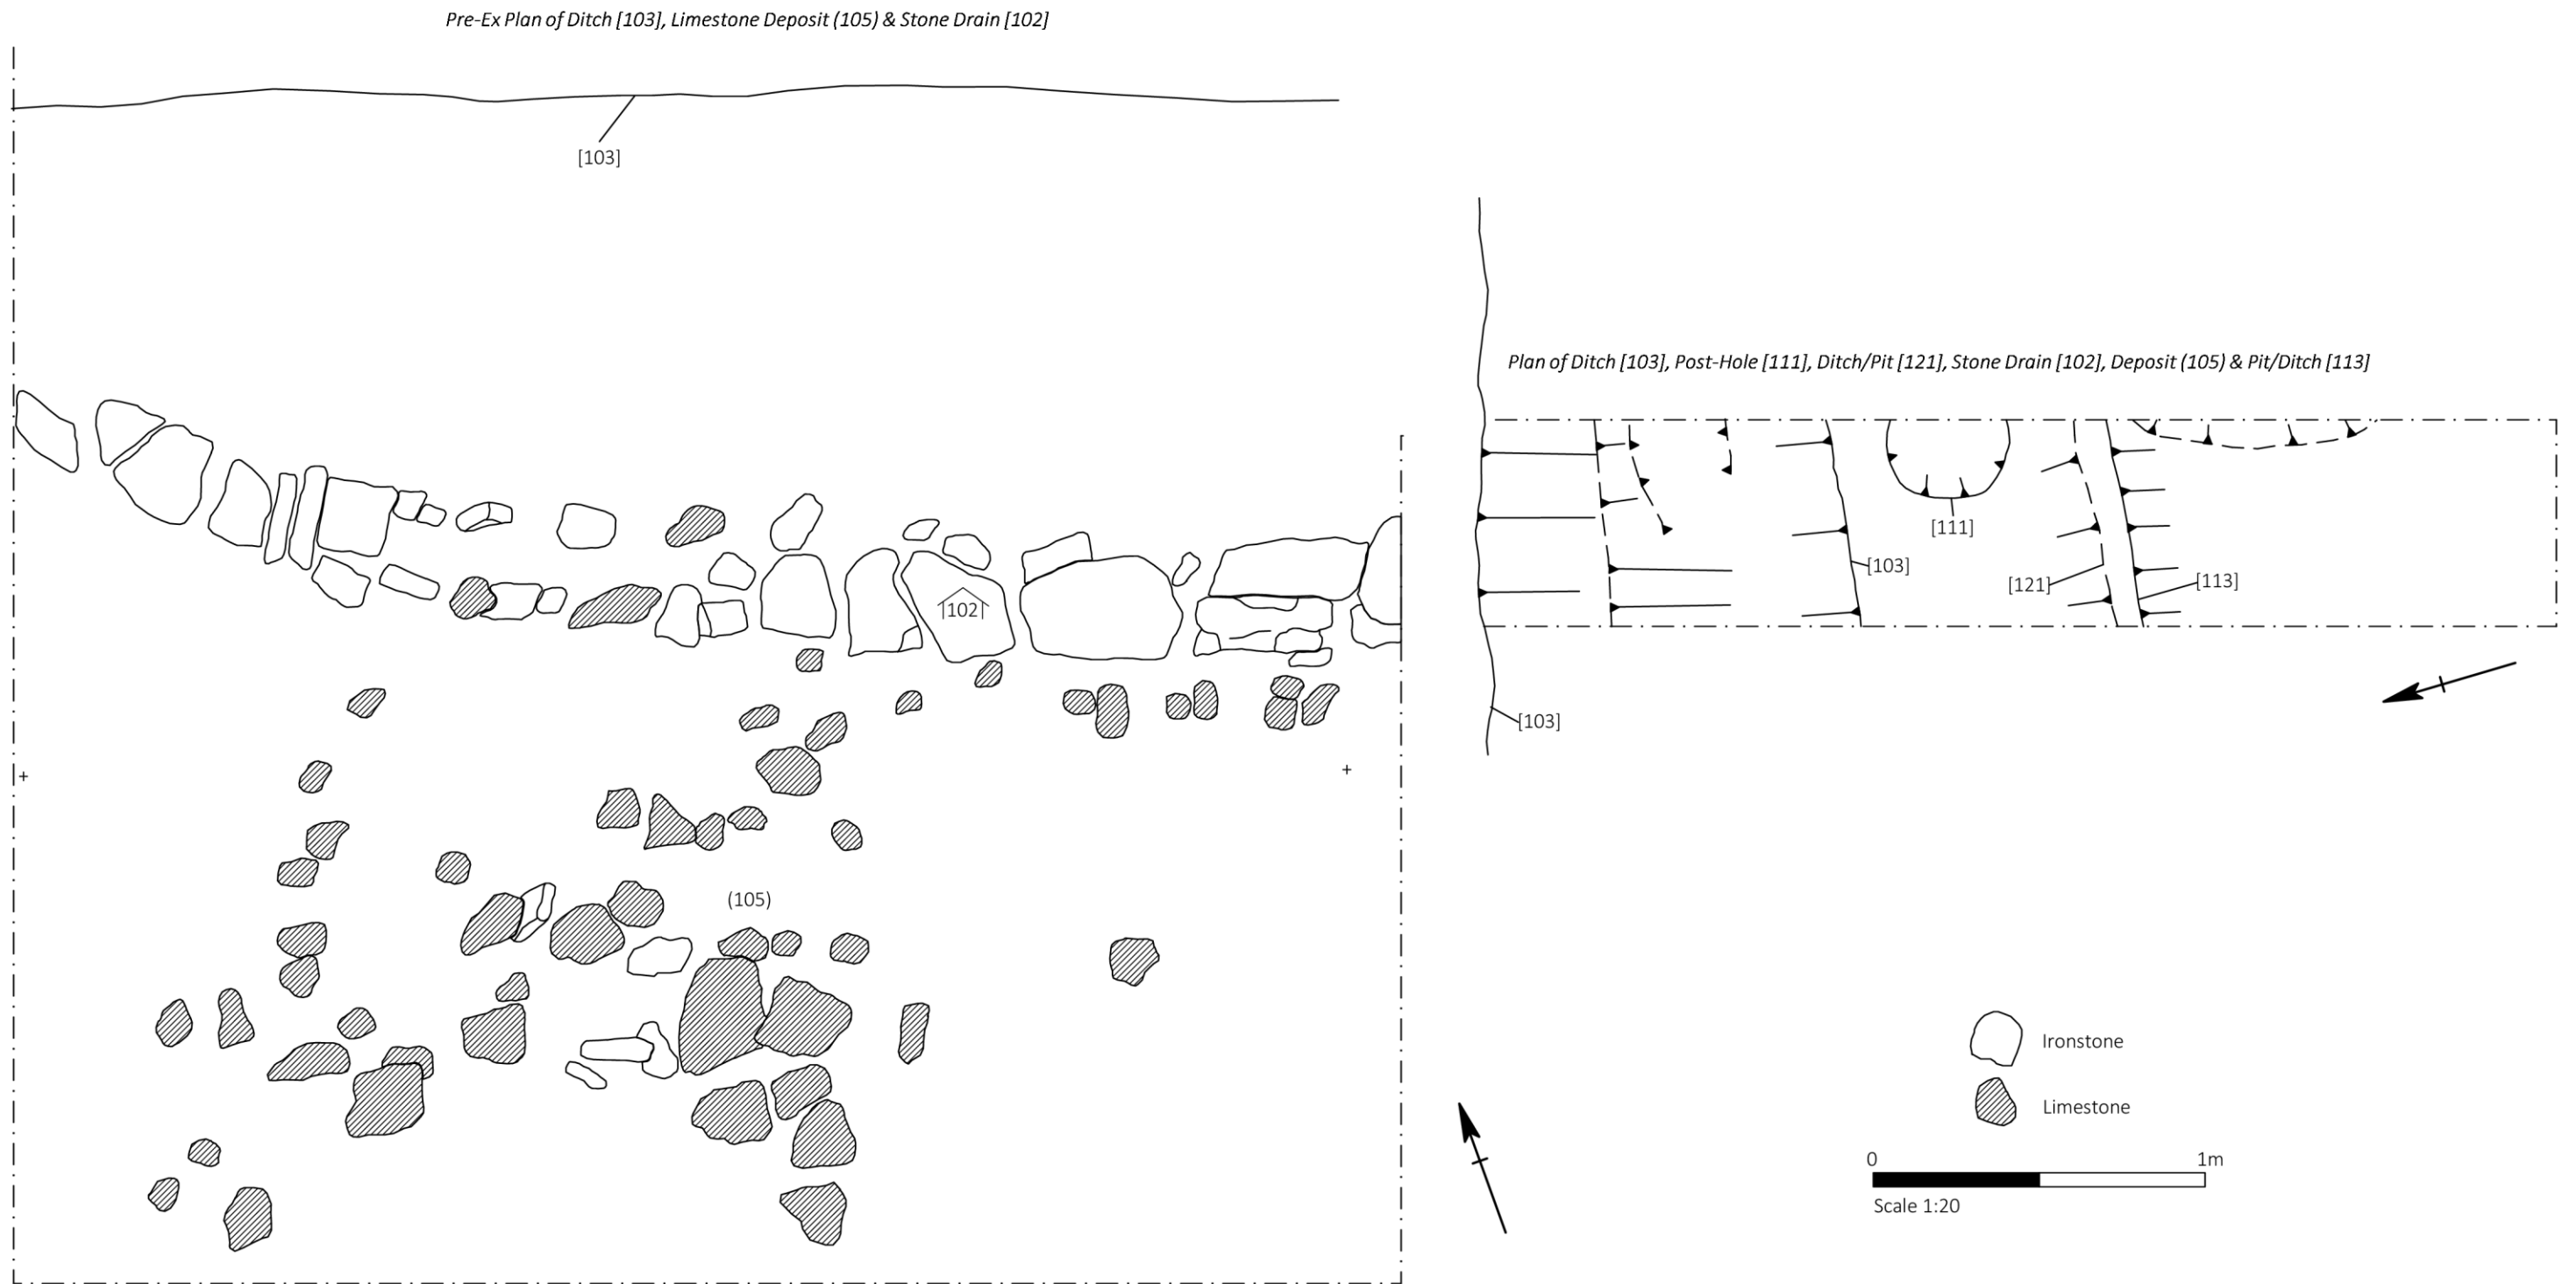 Pre-Ex Plan of Ditch [103], Limestone Deposit (105) & Stone Drain [102]
[103]
[102]
(105)
Plan of Ditch [103], Post-Hole [111], Ditch/Pit [121], Stone Drain [102], Deposit (105) & Pit/Ditch [113]
[111]
[103]
[121]
[113]
[103]
Ironstone
Limestone
0 1m
Scale 1:20